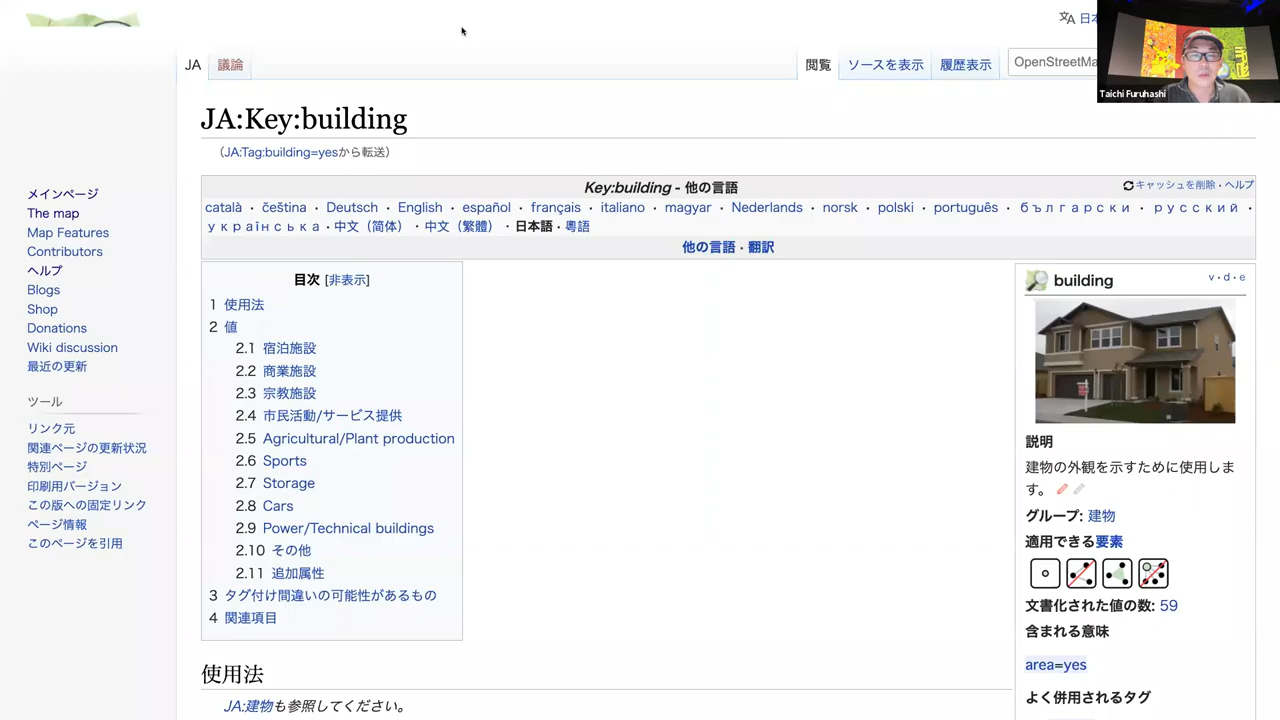 日本
JA
議論
閲覧
ソースを表示
履歴表示
OpenStreetMa
Taichi Furuhashi
JA:Key:building
（JA:Tag:building=yesから転送）
Key:building - 他の言語
キャッシュを削除・ヘルプ
català · čeština · Deutsch · English · español · français · italiano · magyar · Nederlands · norsk · polski · português · български · русский ·
українська · 中文（简体） · 中文（繁體） · 日本語 · 粵語
他の言語 · 翻訳
メインページ
The map
Map Features
Contributors
ヘルプ
Blogs
Shop
Donations
Wiki discussion
最近の更新
ツール
リンク元
関連ページの更新状況
特別ページ
印刷用バージョン
この版への固定リンク
ページ情報
このページを引用
目次 [非表示]
1 使用法
2 値
2.1 宿泊施設
2.2 商業施設
2.3 宗教施設
2.4 市民活動/サービス提供
2.5 Agricultural/Plant production
2.6 Sports
2.7 Storage
2.8 Cars
2.9 Power/Technical buildings
2.10 その他
2.11 追加属性
3 タグ付け間違いの可能性があるもの
4 関連項目
使用法
JA:建物も参照してください。
building
v · d · e
説明
建物の外観を示すために使用しま
す。
グループ: 建物
適用できる要素
文書化された値の数: 59
含まれる意味
area=yes
よく併用されるタグ